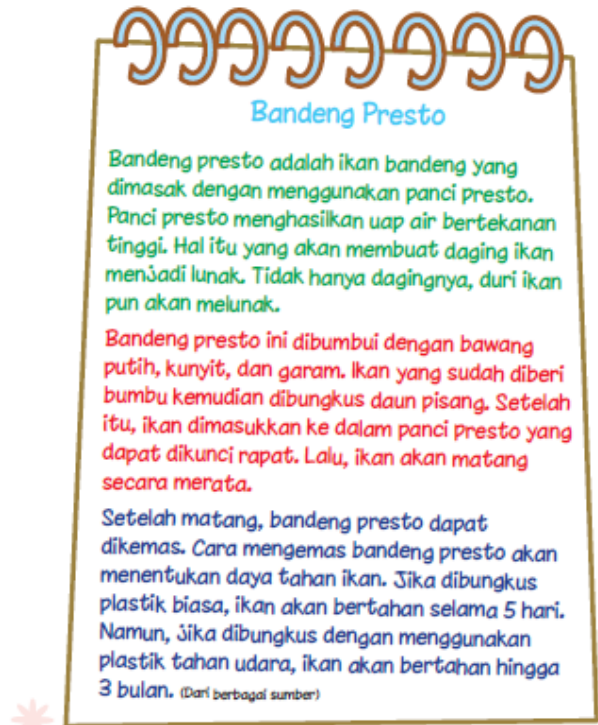 Bandeng Presto
Bandeng presto adalah ikan bandeng yang
dimasak dengan menggunakan panci presto.
Panci presto menghasilkan uap air bertekanan
tinggi. Hal itu yang akan membuat daging ikan
menjadi lunak. Tidak hanya dagingnya, duri ikan
pun akan melunak.
Bandeng presto ini dibumbui dengan bawang
putih, kunyit, dan garam. Ikan yang sudah diberi
bumbu kemudian dibungkus daun pisang. Setelah
itu, ikan dimasukkan ke dalam panci presto yang
dapat dikunci rapat. Lalu, ikan akan matang
secara merata.
Setelah matang, bandeng presto dapat
dikemas. Cara mengemas bandeng presto akan
menentukan daya tahan ikan. Jika dibungkus
plastik biasa, ikan akan bertahan selama 5 hari.
Namun, jika dibungkus dengan menggunakan
plastik tahan udara, ikan akan bertahan hingga
3 bulan. (Dari berbagai sumber)